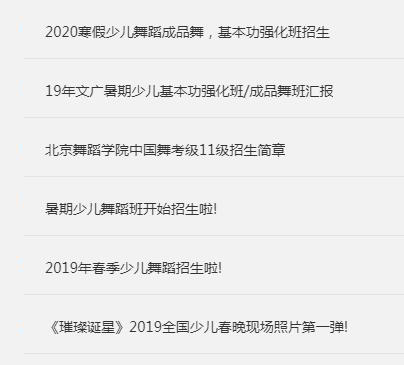 2020寒假少儿舞蹈成品舞，基本功强化班招生
19年文广暑期少儿基本功强化班/成品舞班汇报
北京舞蹈学院中国舞考级11级招生简章
暑期少儿舞蹈班开始招生啦!
2019年春季少儿舞蹈招生啦!
《璀璨诞星》2019全国少儿春晚现场照片第一弹!